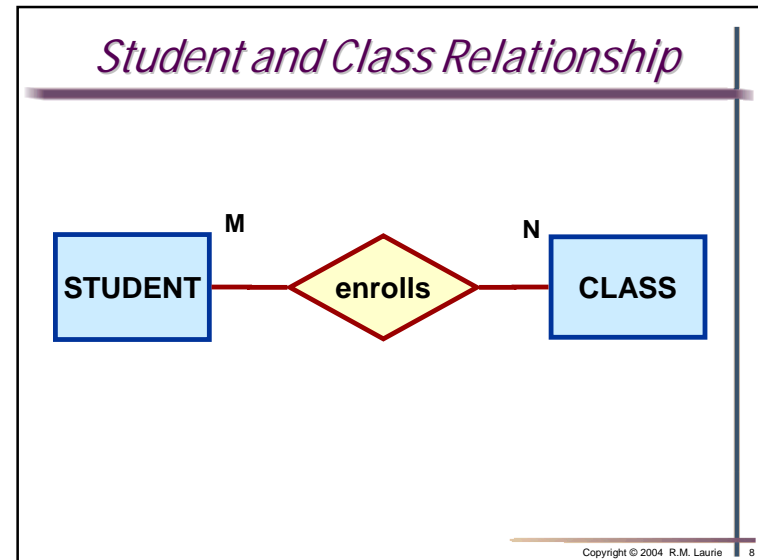 Student and Class Relationship
M
N
STUDENT
enrolls
CLASS
Copyright © 2004 R.M. Laurie 8